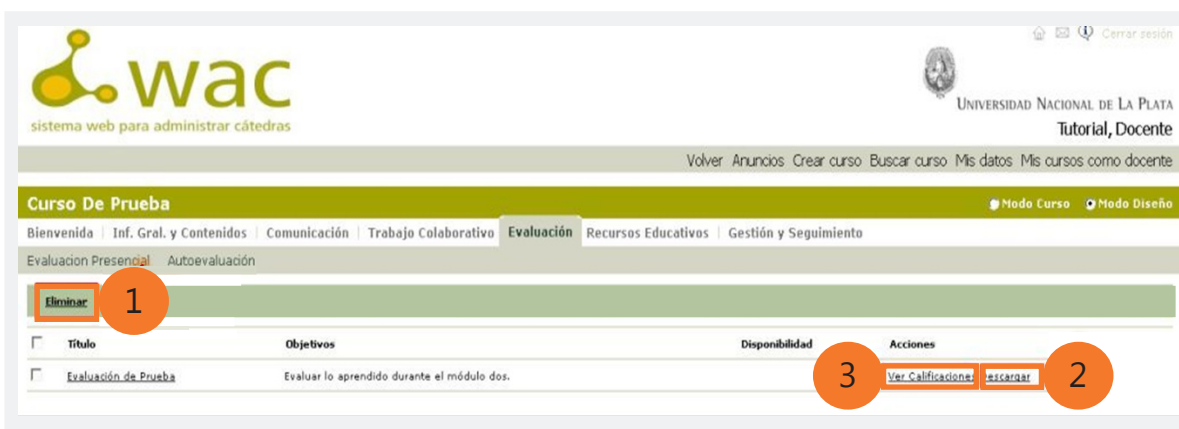 Cerrar sesión
wac
sistema web para administrar cátedras
UNIVERSIDAD NACIONAL DE LA PLATA
Tutorial, Docente
Volver Anuncios Crear curso Buscar curso Mis datos Mis cursos como docente
Curso De Prueba Modo Curso Modo Diseño
Bienvenida Inf. Gral. y Contenidos Comunicación Trabajo Colaborativo Evaluación Recursos Educativos Gestión y Seguimiento
Evaluacion Presencial Autoevaluación
Eliminar 1
Título Objetivos Disponibilidad Acciones
Evaluación de Prueba Evaluar lo aprendido durante el módulo dos. 3 Ver Calificaciones Descargar 2